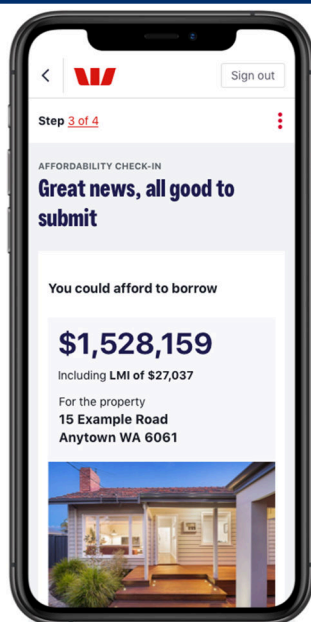 Sign out
Step 3 of 4
AFFORDABILITY CHECK-IN
Great news, all good to
submit
You could afford to borrow
$1,528,159
Including LMI of $27,037
For the property
15 Example Road
Anytown WA 6061